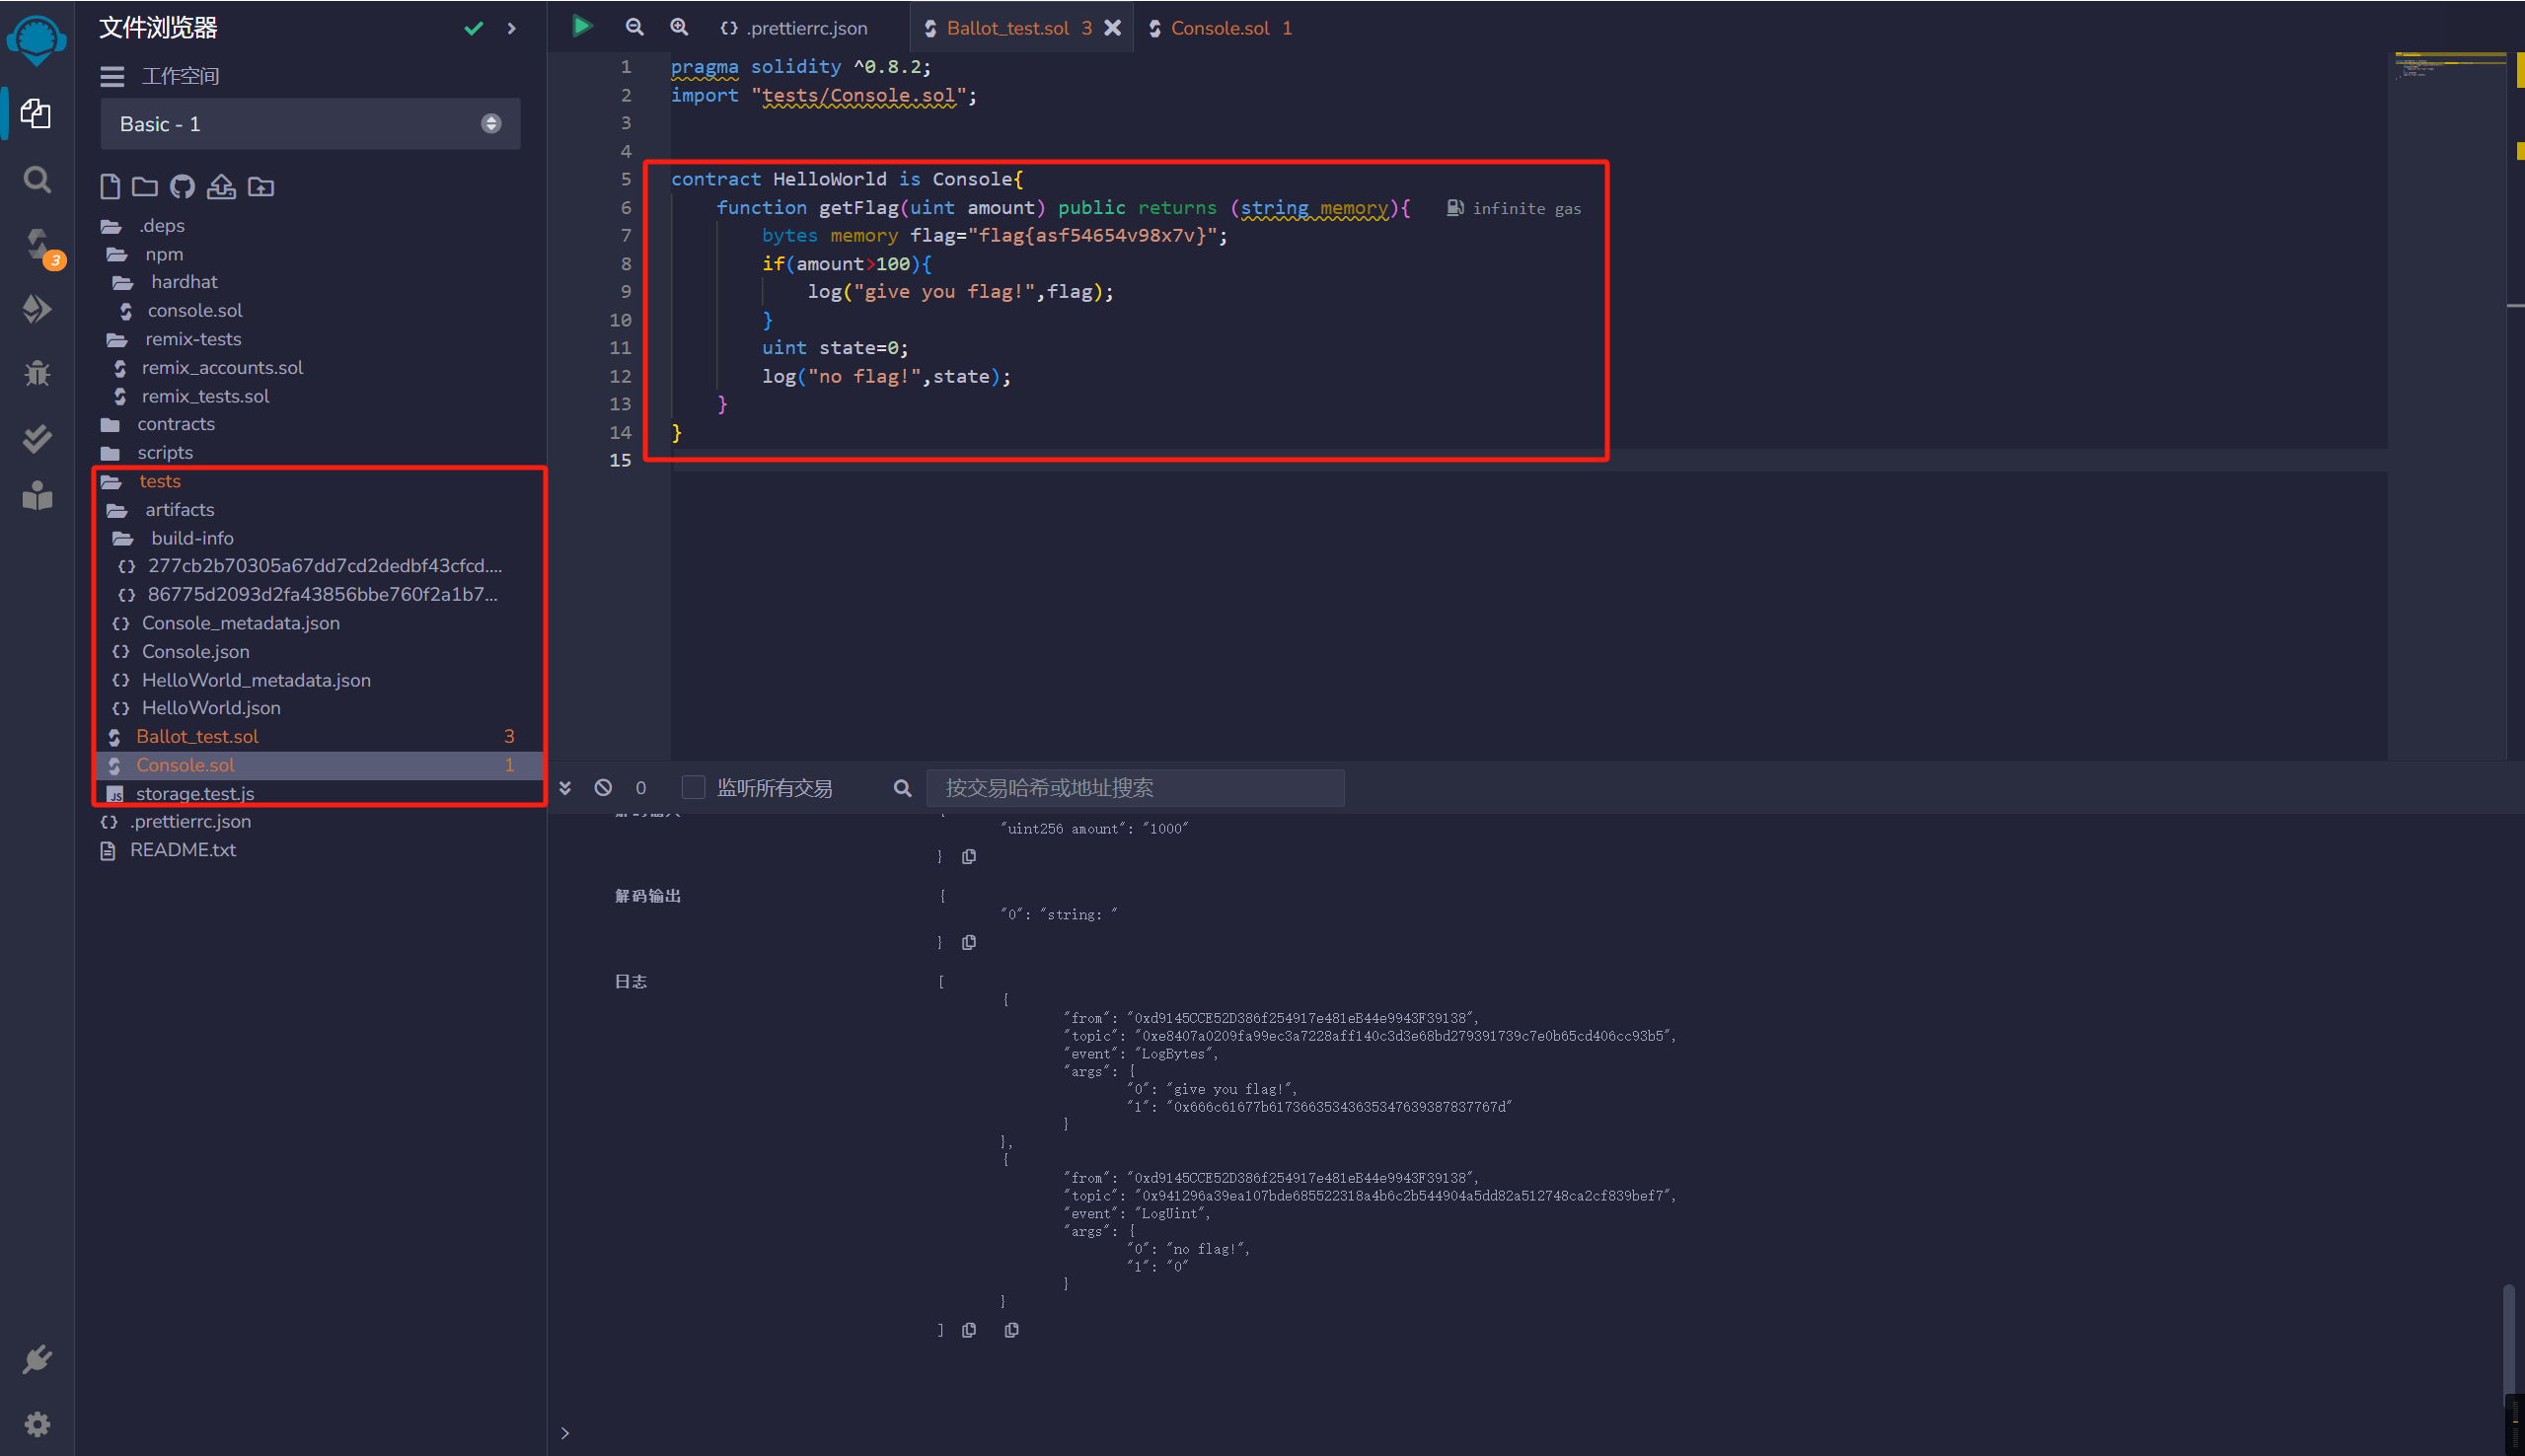 文件浏览器
工作空间
Basic - 1
3
.deps
npm
hardhat
console.sol
remix-tests
remix_accounts.sol
remix_tests.sol
contracts
scripts
tests
artifacts
build-info
277cb2b70305a67dd7cd2dedbf43cfcd....
86775d2093d2fa43856bbe760f2a1b7...
Console_metadata.json
Console.json
HelloWorld_metadata.json
HelloWorld.json
Ballot_test.sol 3
Console.sol 1
storage.test.js
.prettierrc.json
README.txt
.prettierrc.json Ballot_test.sol 3 Console.sol 1
1 pragma solidity ^0.8.2;
2 import "tests/Console.sol";
3
4
5 contract HelloWorld is Console{
6 function getFlag(uint amount) public returns (string memory){ infinite gas
7 bytes memory flag="flag{asf54654v98x7v}";
8 if(amount>100){
9 log("give you flag!",flag);
10 }
11 uint state=0;
12 log("no flag!",state);
13 }
14 }
15
0 监听所有交易 按交易哈希或地址搜索
"uint256 amount": "1000"
}
解码输出 {
"0": "string: "
}
日志 [
{
"from": "0xd9145CCE52D386f254917e481eB44e9943F39138",
"topic": "0xe8407a0209fa99ec3a7228aff140c3d3e68bd279391739c7e0b65cd406cc93b5",
"event": "LogBytes",
"args": {
"0": "give you flag!",
"1": "0x666c61677b61736635343635347639387837767d"
}
},
{
"from": "0xd9145CCE52D386f254917e481eB44e9943F39138",
"topic": "0x941296a39ea107bde685522318a4b6c2b544904a5dd82a512748ca2cf839bef7",
"event": "LogUint",
"args": {
"0": "no flag!",
"1": "0"
}
}
]
>